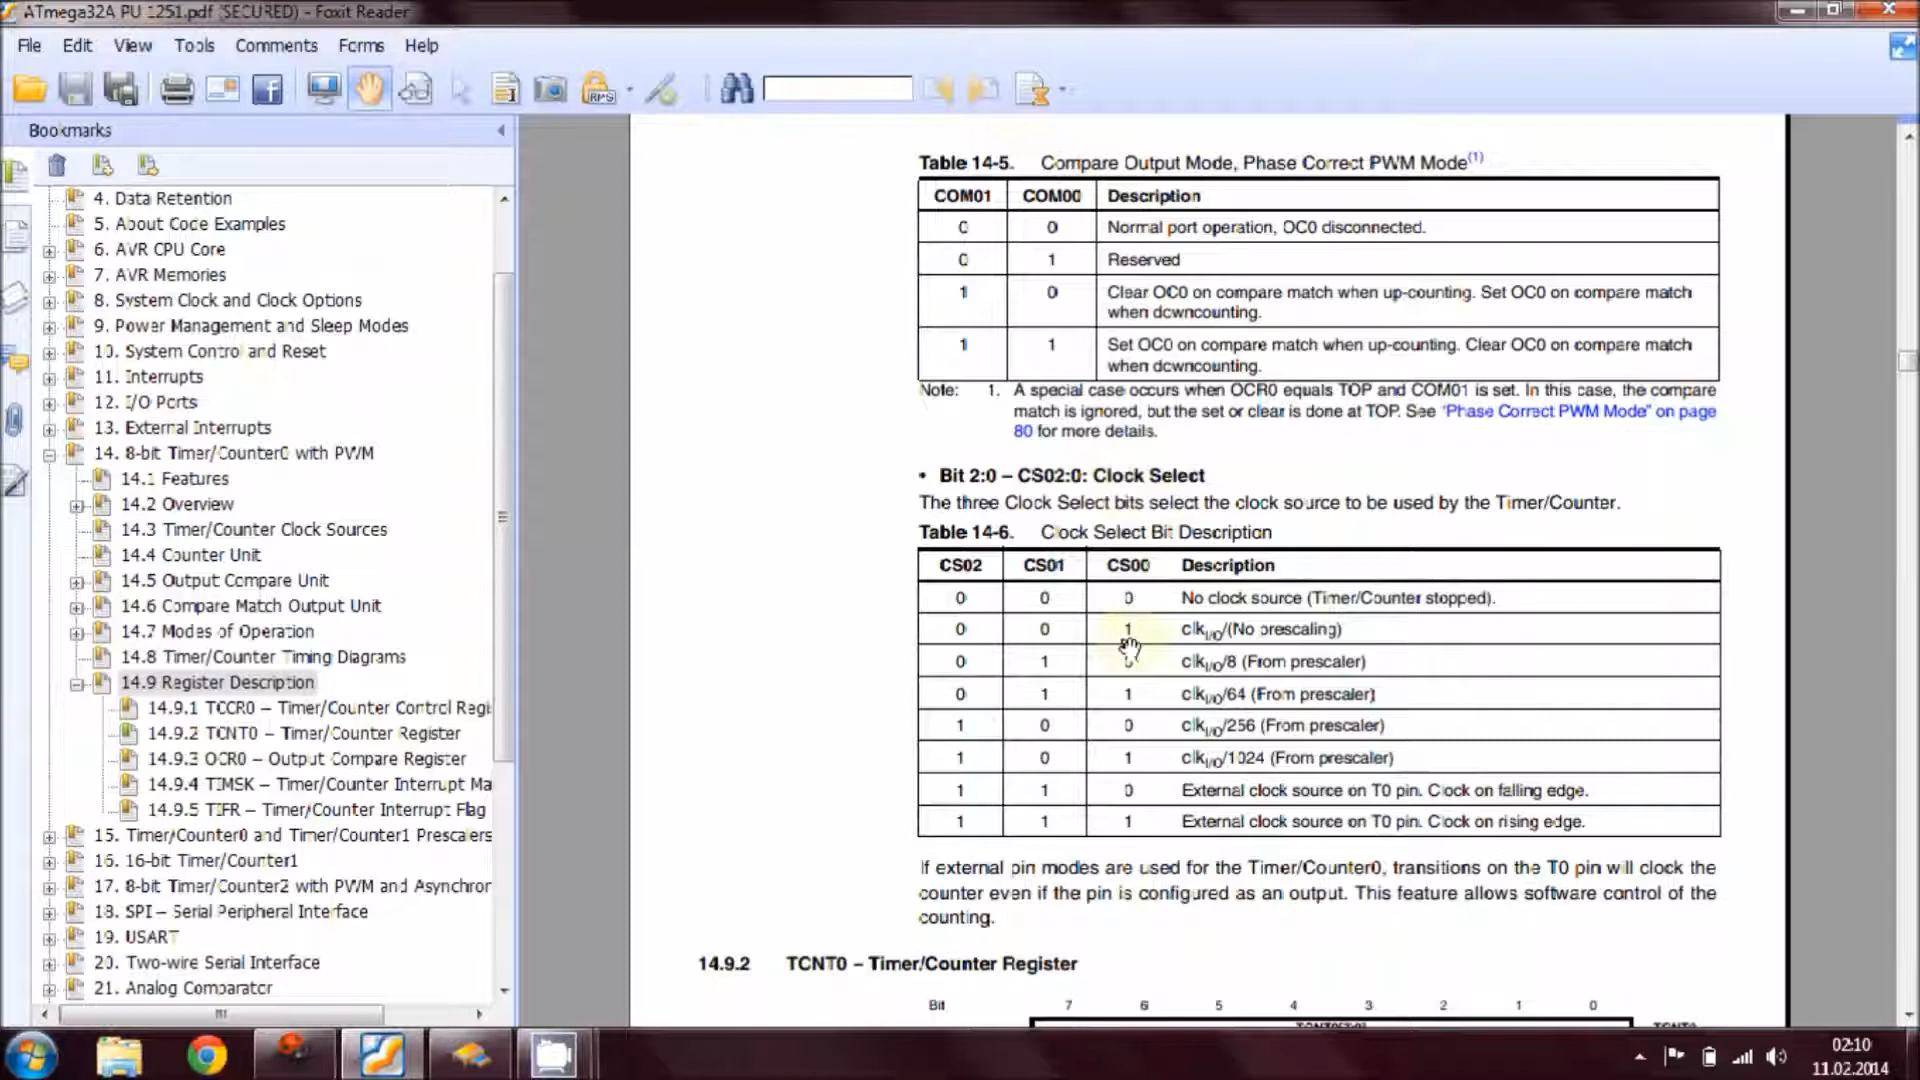 ATmega32A PU 1251.pdf (SECURED) - Foxit Reader
File Edit View Tools Comments Forms Help
RPS
Bookmarks
4. Data Retention
5. About Code Examples
6. AVR CPU Core
7. AVR Memories
8. System Clock and Clock Options
9. Power Management and Sleep Modes
10. System Control and Reset
11. Interrupts
12. I/O Ports
13. External Interrupts
14. 8-bit Timer/Counter0 with PWM
14.1 Features
14.2 Overview
14.3 Timer/Counter Clock Sources
14.4 Counter Unit
14.5 Output Compare Unit
14.6 Compare Match Output Unit
14.7 Modes of Operation
14.8 Timer/Counter Timing Diagrams
14.9 Register Description
14.9.1 TCCR0 – Timer/Counter Control Regi
14.9.2 TCNT0 – Timer/Counter Register
14.9.3 OCR0 – Output Compare Register
14.9.4 TIMSK – Timer/Counter Interrupt Ma
14.9.5 TIFR – Timer/Counter Interrupt Flag
15. Timer/Counter0 and Timer/Counter1 Prescalers
16. 16-bit Timer/Counter1
17. 8-bit Timer/Counter2 with PWM and Asynchror
18. SPI – Serial Peripheral Interface
19. USART
20. Two-wire Serial Interface
21. Analog Comparator
Table 14-5. Compare Output Mode, Phase Correct PWM Mode(1)
COM01 COM00 Description
0 0 Normal port operation, OC0 disconnected.
0 1 Reserved
1 0 Clear OC0 on compare match when up-counting. Set OC0 on compare match
when downcounting.
1 1 Set OC0 on compare match when up-counting. Clear OC0 on compare match
when downcounting.
Note: 1. A special case occurs when OCR0 equals TOP and COM01 is set. In this case, the compare
match is ignored, but the set or clear is done at TOP. See "Phase Correct PWM Mode" on page
80 for more details.
• Bit 2:0 – CS02:0: Clock Select
The three Clock Select bits select the clock source to be used by the Timer/Counter.
Table 14-6. Clock Select Bit Description
CS02 CS01 CS00 Description
0 0 0 No clock source (Timer/Counter stopped).
0 0 1 clkI/O/(No prescaling)
0 1 clkI/O/8 (From prescaler)
0 1 1 clkI/O/64 (From prescaler)
1 0 0 clkI/O/256 (From prescaler)
1 0 1 clkI/O/1024 (From prescaler)
1 1 0 External clock source on T0 pin. Clock on falling edge.
1 1 1 External clock source on T0 pin. Clock on rising edge.
If external pin modes are used for the Timer/Counter0, transitions on the T0 pin will clock the
counter even if the pin is configured as an output. This feature allows software control of the
counting.
14.9.2 TCNT0 – Timer/Counter Register
Bit 7 6 5 4 3 2 1 0
02:10
11.02.2014